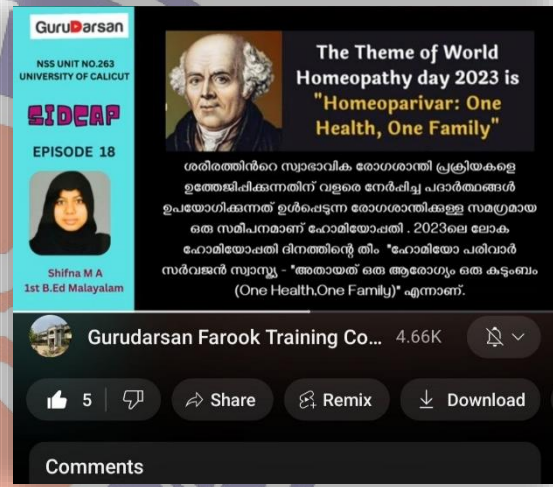 GuruDarsan
NSS UNIT NO.263
UNIVERSITY OF CALICUT
SIDCAP
EPISODE 18
Shifna M A
1st B.Ed Malayalam
The Theme of World
Homeopathy day 2023 is
"Homeoparivar: One
Health, One Family"
ശരീരത്തിൻറെ സ്വാഭാവിക രോഗശാന്തി പ്രക്രിയകളെ
ഉത്തേജിപ്പിക്കുന്നതിന് വളരെ നേർപ്പിച്ച പദാർത്ഥങ്ങൾ
ഉപയോഗിക്കുന്നത് ഉൾപ്പെടുന്ന രോഗശാന്തിക്കുള്ള സമഗ്രമായ
ഒരു സമീപനമാണ് ഹോമിയോപ്പതി . 2023ലെ ലോക
ഹോമിയോപ്പതി ദിനത്തിന്റെ തീം "ഹോമിയോ പരിവാർ
സർവജൻ സ്വാസ്ത്യ - "അതായത് ഒരു ആരോഗ്യം ഒരു കുടുംബം
(One Health,One Family)" എന്നാണ്.
Gurudarsan Farook Training Co... 4.66K
5 Share Remix Download
Comments